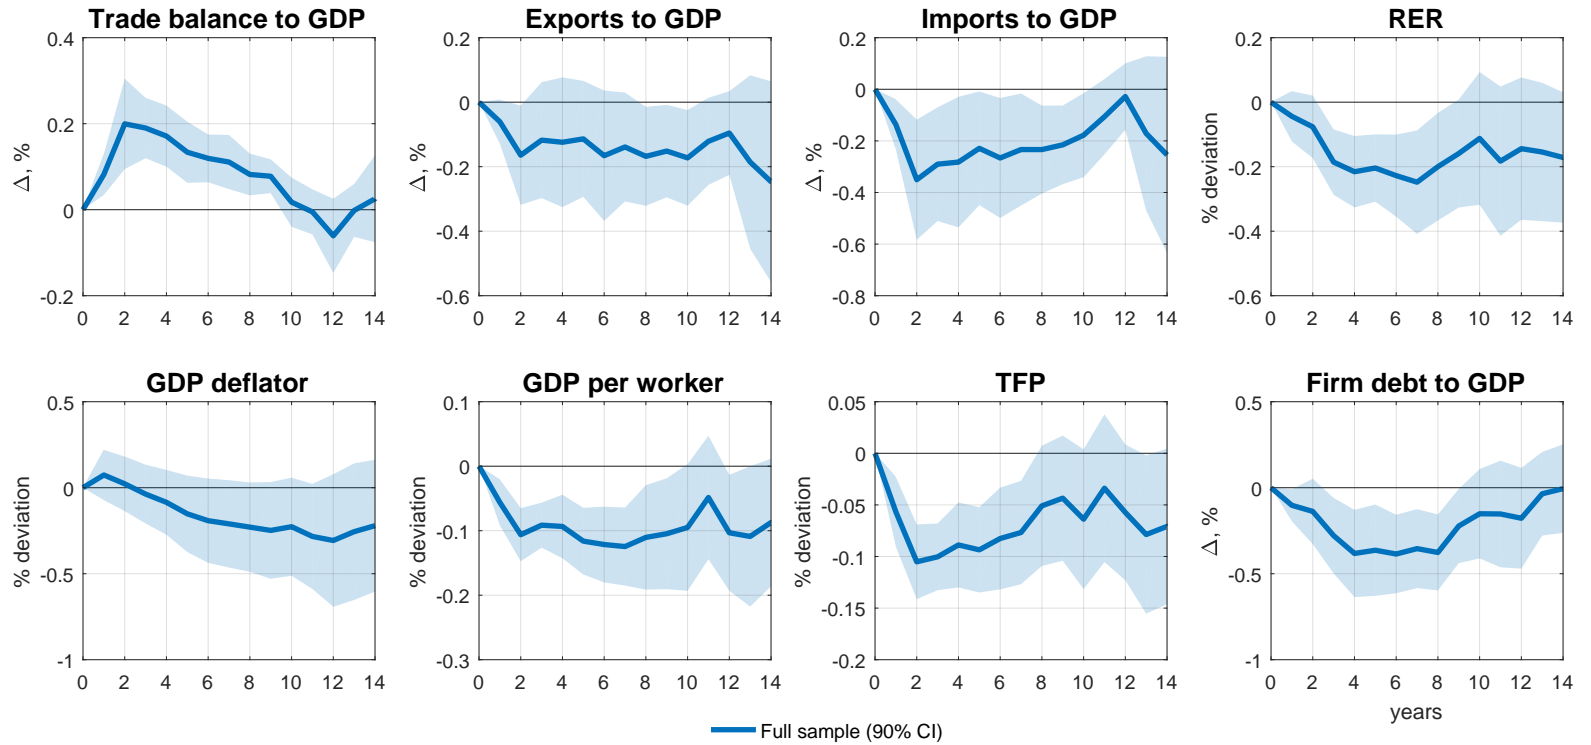 Trade balance to GDP
Exports to GDP
Imports to GDP
RER
0.4
0.2
0
-0.2
Δ, %
0 2 4 6 8 10 12 14
0.2
0
-0.2
-0.4
-0.6
Δ, %
0 2 4 6 8 10 12 14
0.2
0
-0.2
-0.4
-0.6
-0.8
Δ, %
0 2 4 6 8 10 12 14
0.2
0
-0.2
-0.4
-0.6
% deviation
0 2 4 6 8 10 12 14
GDP deflator
GDP per worker
TFP
Firm debt to GDP
0.5
0
-0.5
-1
% deviation
0 2 4 6 8 10 12 14
0.1
0
-0.1
-0.2
-0.3
% deviation
0 2 4 6 8 10 12 14
0.05
0
-0.05
-0.1
-0.15
-0.2
% deviation
0 2 4 6 8 10 12 14
0.5
0
-0.5
-1
Δ, %
0 2 4 6 8 10 12 14
years
Full sample (90% CI)